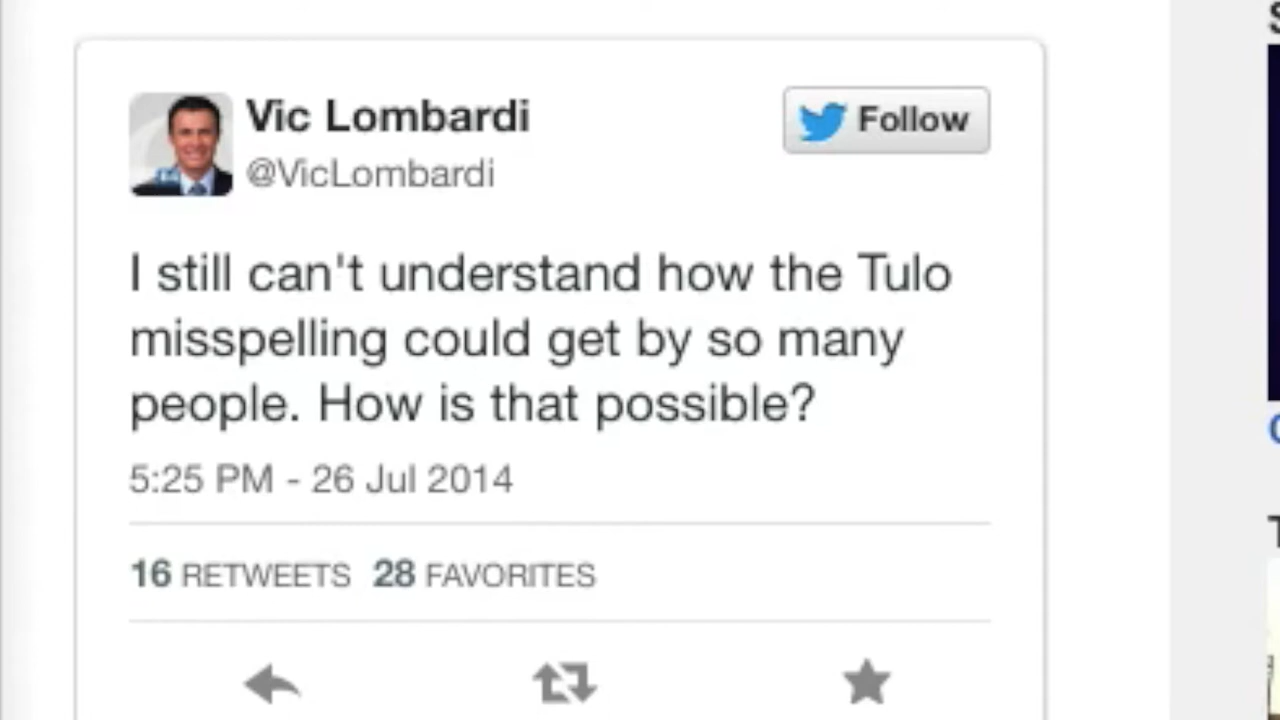 Vic Lombardi
Follow
@VicLombardi
I still can't understand how the Tulo
misspelling could get by so many
people. How is that possible?
5:25 PM - 26 Jul 2014
16 RETWEETS 28 FAVORITES